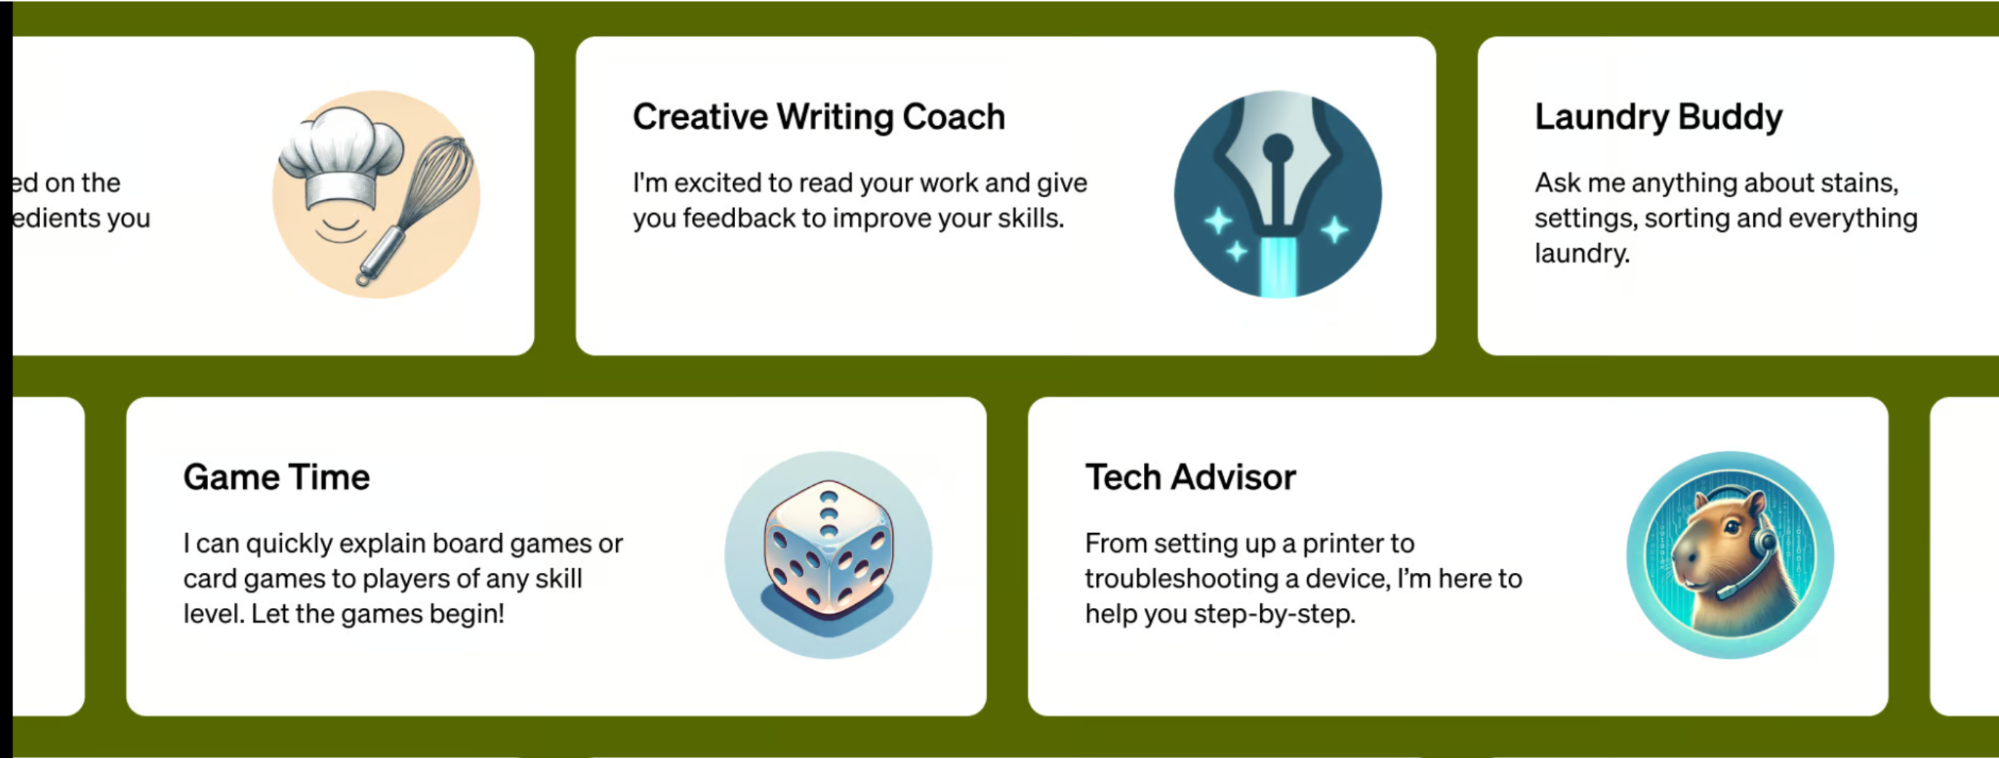 ed on the
edients you
Creative Writing Coach
I'm excited to read your work and give
you feedback to improve your skills.
Laundry Buddy
Ask me anything about stains,
settings, sorting and everything
laundry.
Game Time
I can quickly explain board games or
card games to players of any skill
level. Let the games begin!
Tech Advisor
From setting up a printer to
troubleshooting a device, I’m here to
help you step-by-step.